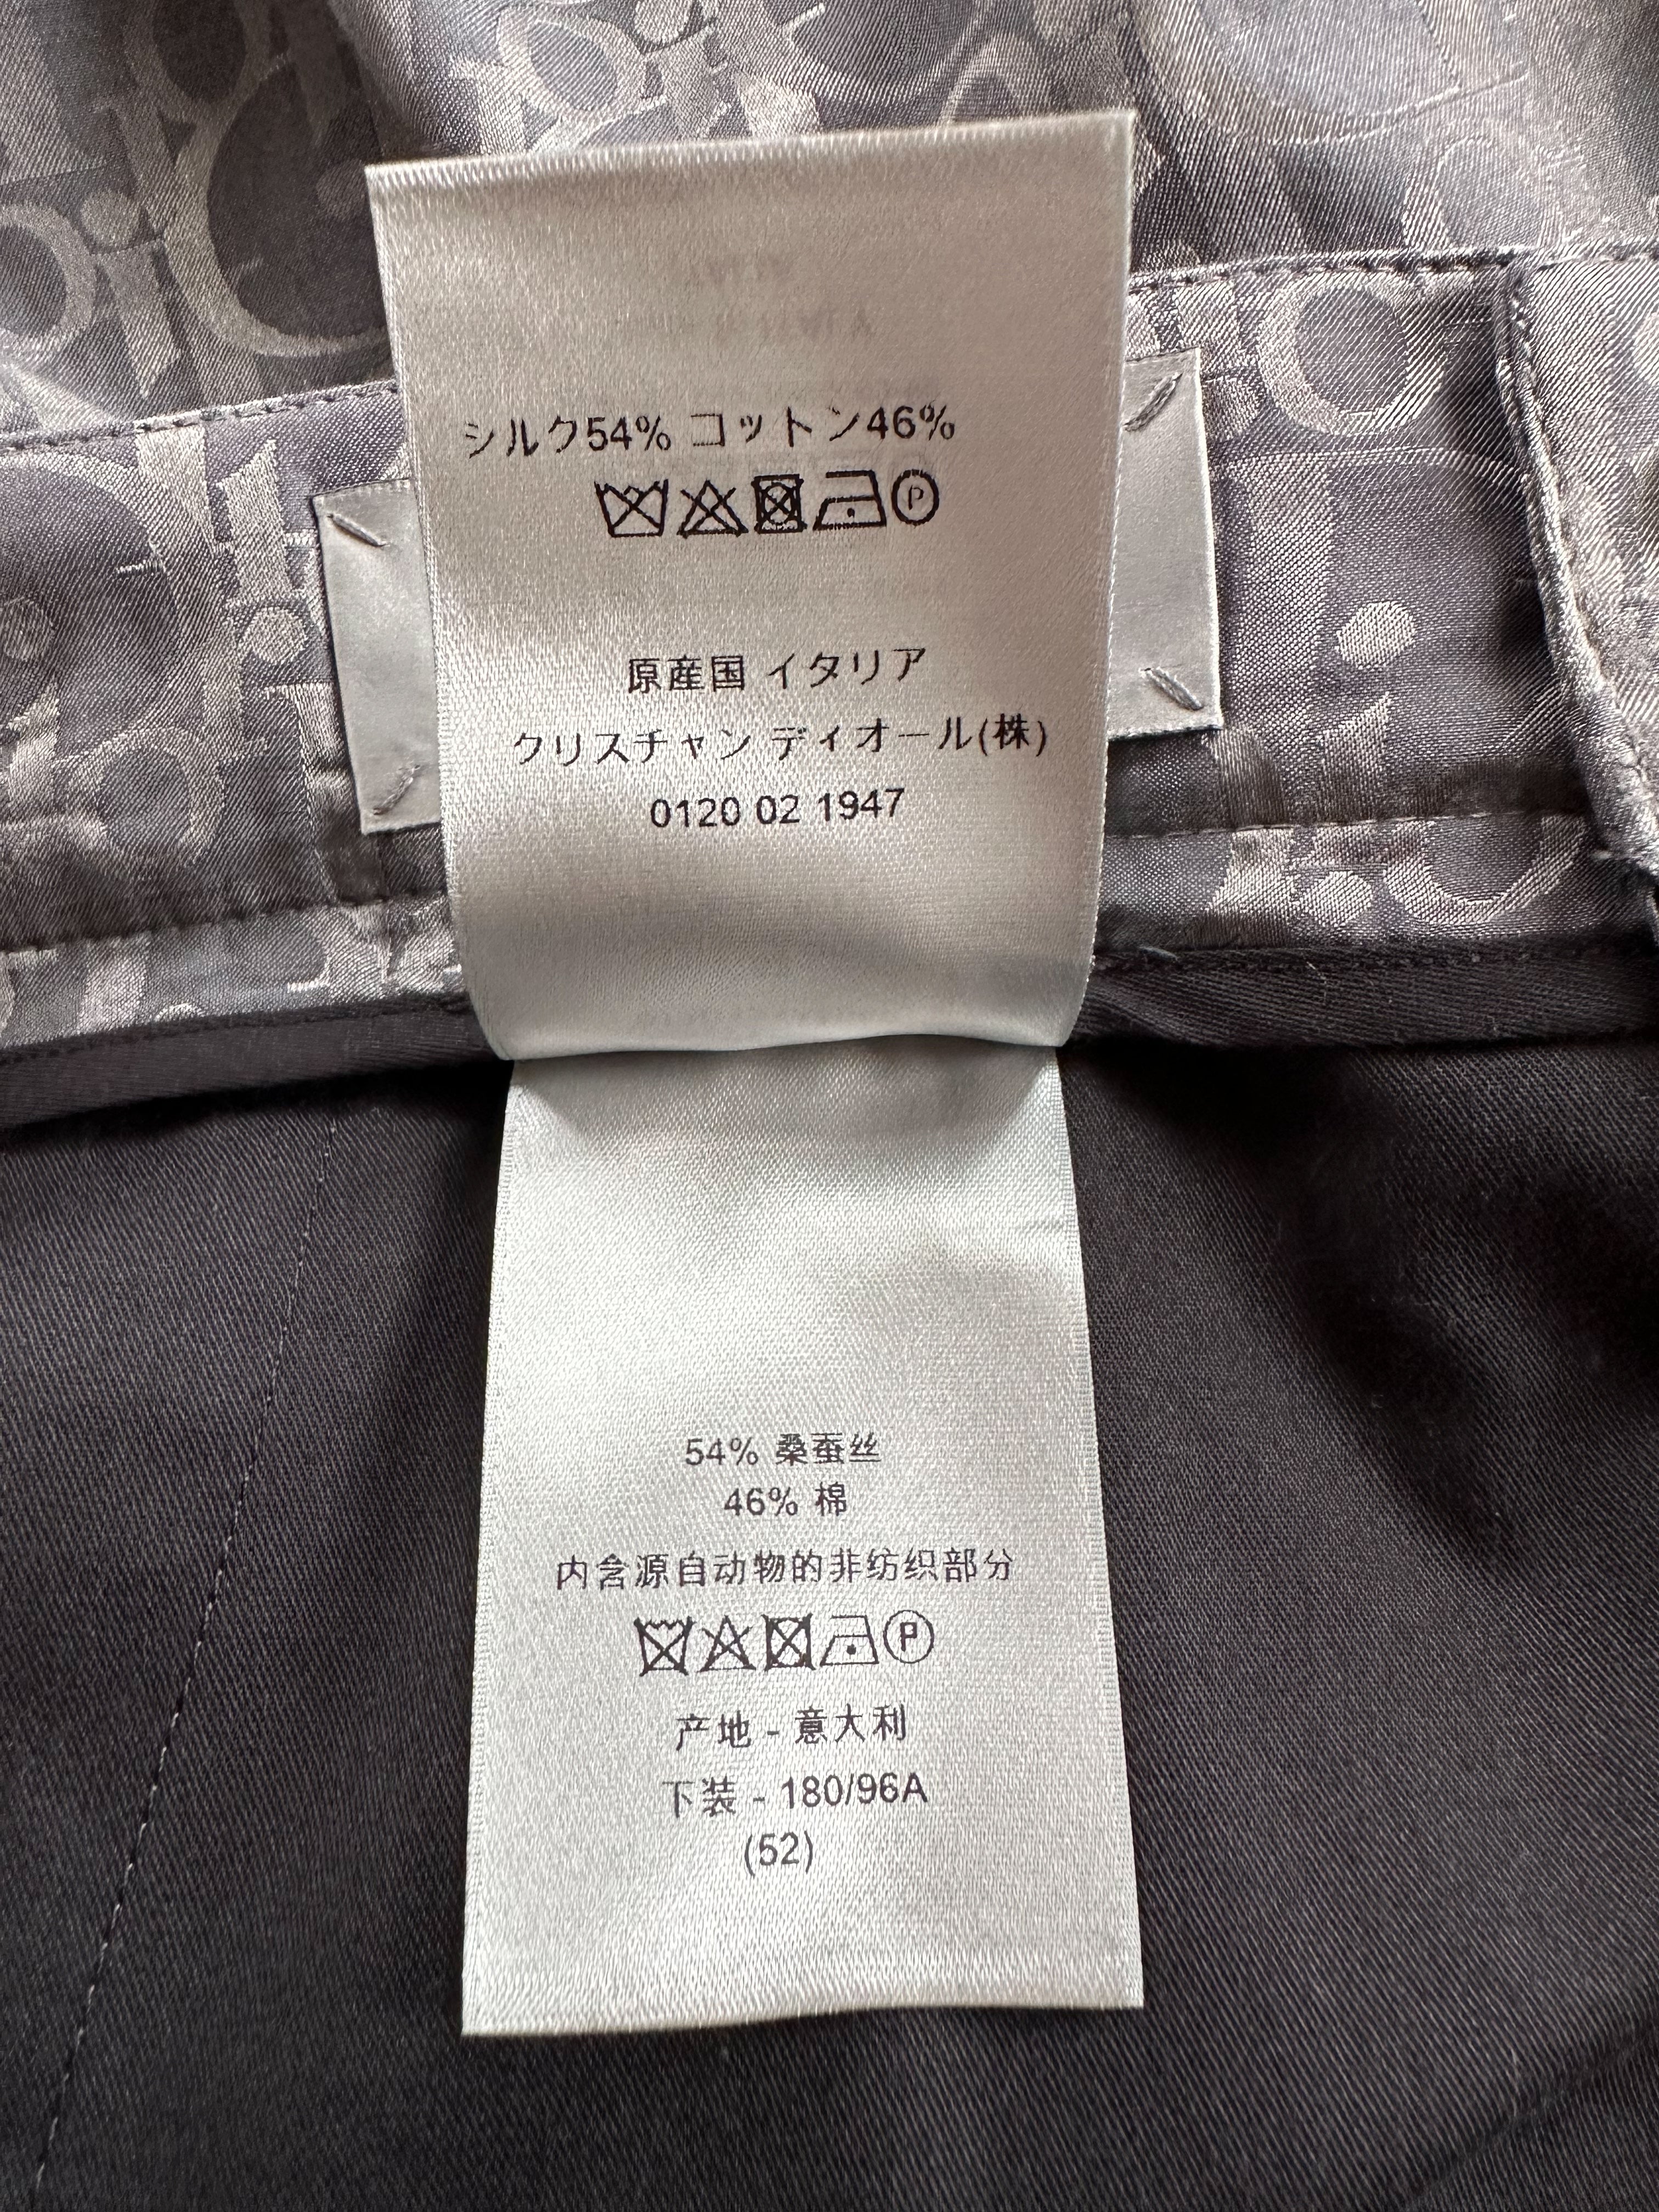 シルク54% コットン46%
P
原産国 イタリア
クリスチャン ディオール(株)
0120 02 1947
54% 桑蚕丝
46% 棉
内含源自动物的非纺织部分
P
产地 - 意大利
下装 - 180/96A
(52)